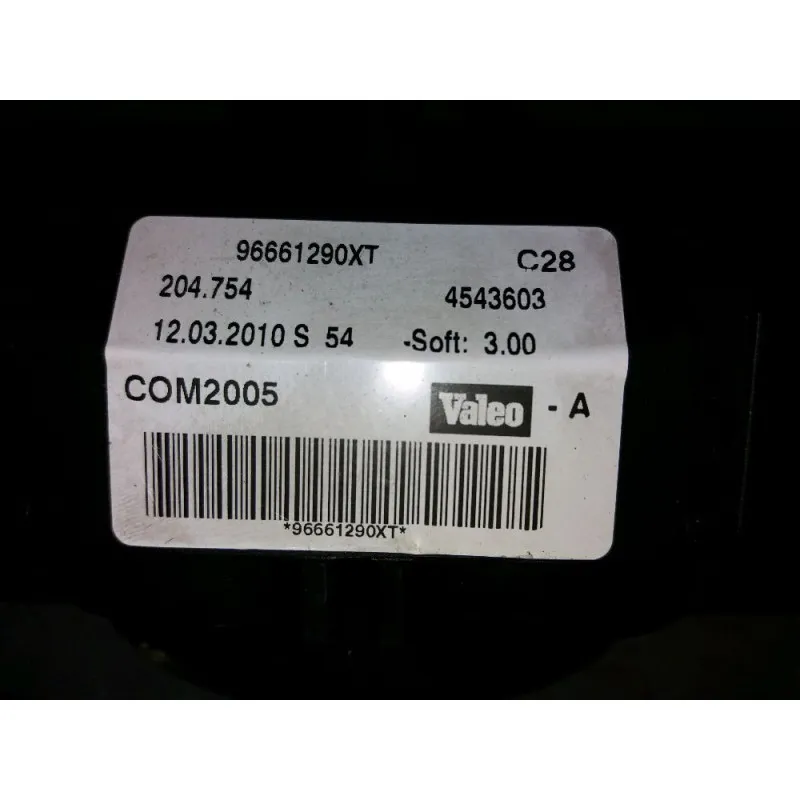 96661290XT C28
204.754 4543603
12.03.2010 S 54 -Soft: 3.00
COM2005 Valeo - A
*96661290XT*